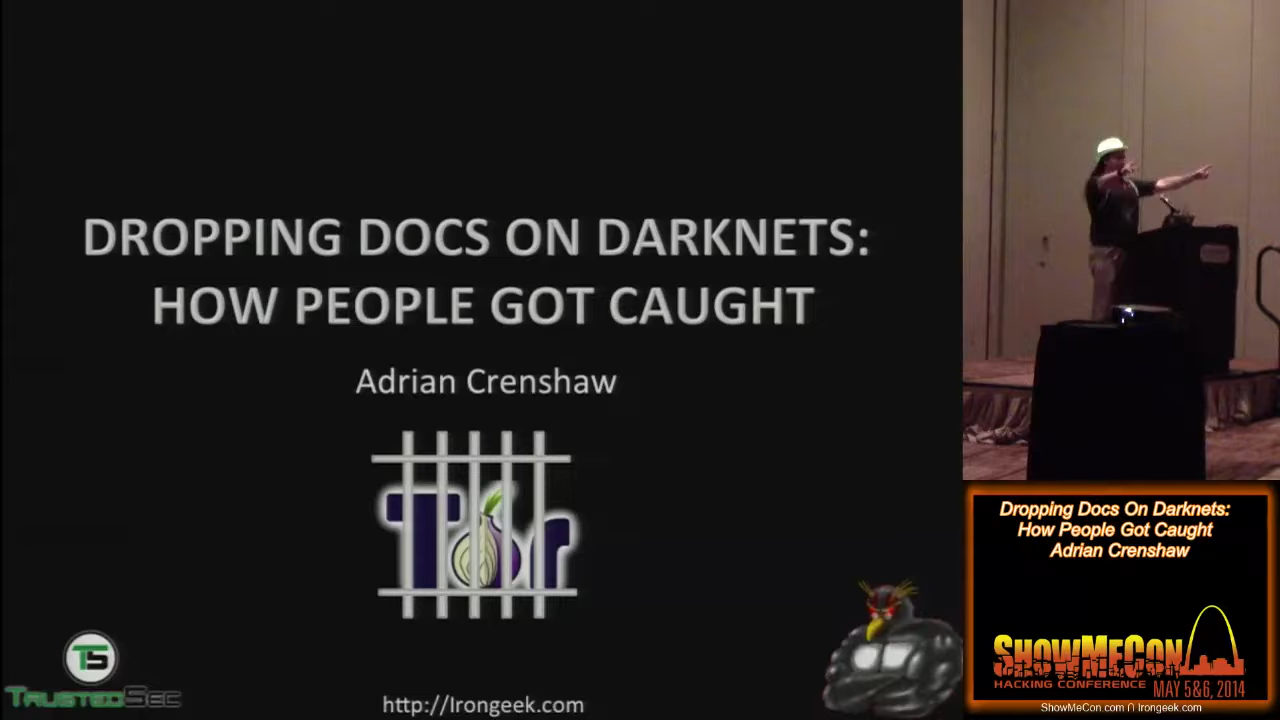 DROPPING DOCS ON DARKNETS:
HOW PEOPLE GOT CAUGHT
Adrian Crenshaw
Tor
TS
TRUSTEDSEC
http://Irongeek.com
Dropping Docs On Darknets:
How People Got Caught
Adrian Crenshaw
SHOWMECON
HACKING CONFERENCE
MAY 5&6, 2014
ShowMeCon.com ∩ Irongeek.com